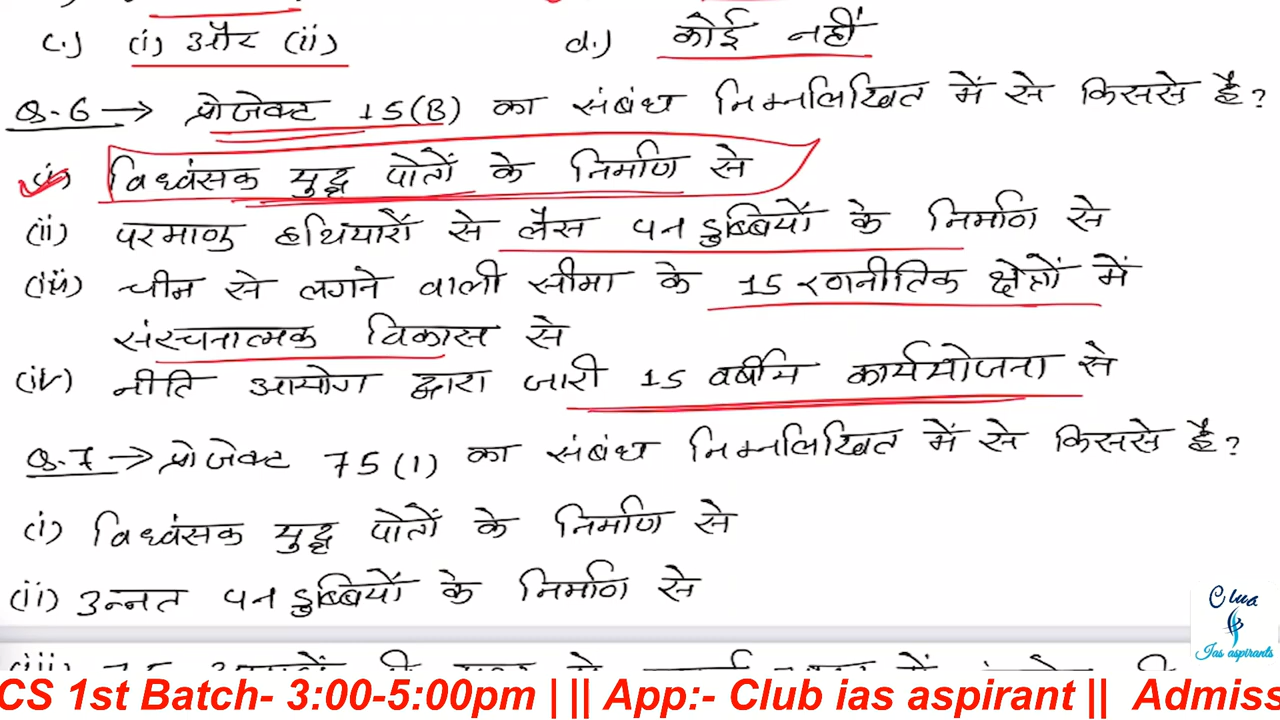 c.) (i) और (ii) d.) कोई नहीं
Q-6 → प्रोजेक्ट 15(B) का संबंध निम्नलिखित में से किससे है?
(i) विध्वंसक युद्ध पोतों के निर्माण से
(ii) परमाणु हथियारों से लैस पनडुब्बियों के निर्माण से
(iii) चीन से लगने वाली सीमा के 15 रणनीतिक क्षेत्रों में
संरचनात्मक विकास से
(iv) नीति आयोग द्वारा जारी 15 वर्षीय कार्ययोजना से
Q-7 → प्रोजेक्ट 75(1) का संबंध निम्नलिखित में से किससे है?
(i) विध्वंसक युद्ध पोतों के निर्माण से
(ii) उन्नत पनडुब्बियों के निर्माण से
Club
Ias aspirants
CS 1st Batch- 3:00-5:00pm | || App:- Club ias aspirant || Admiss